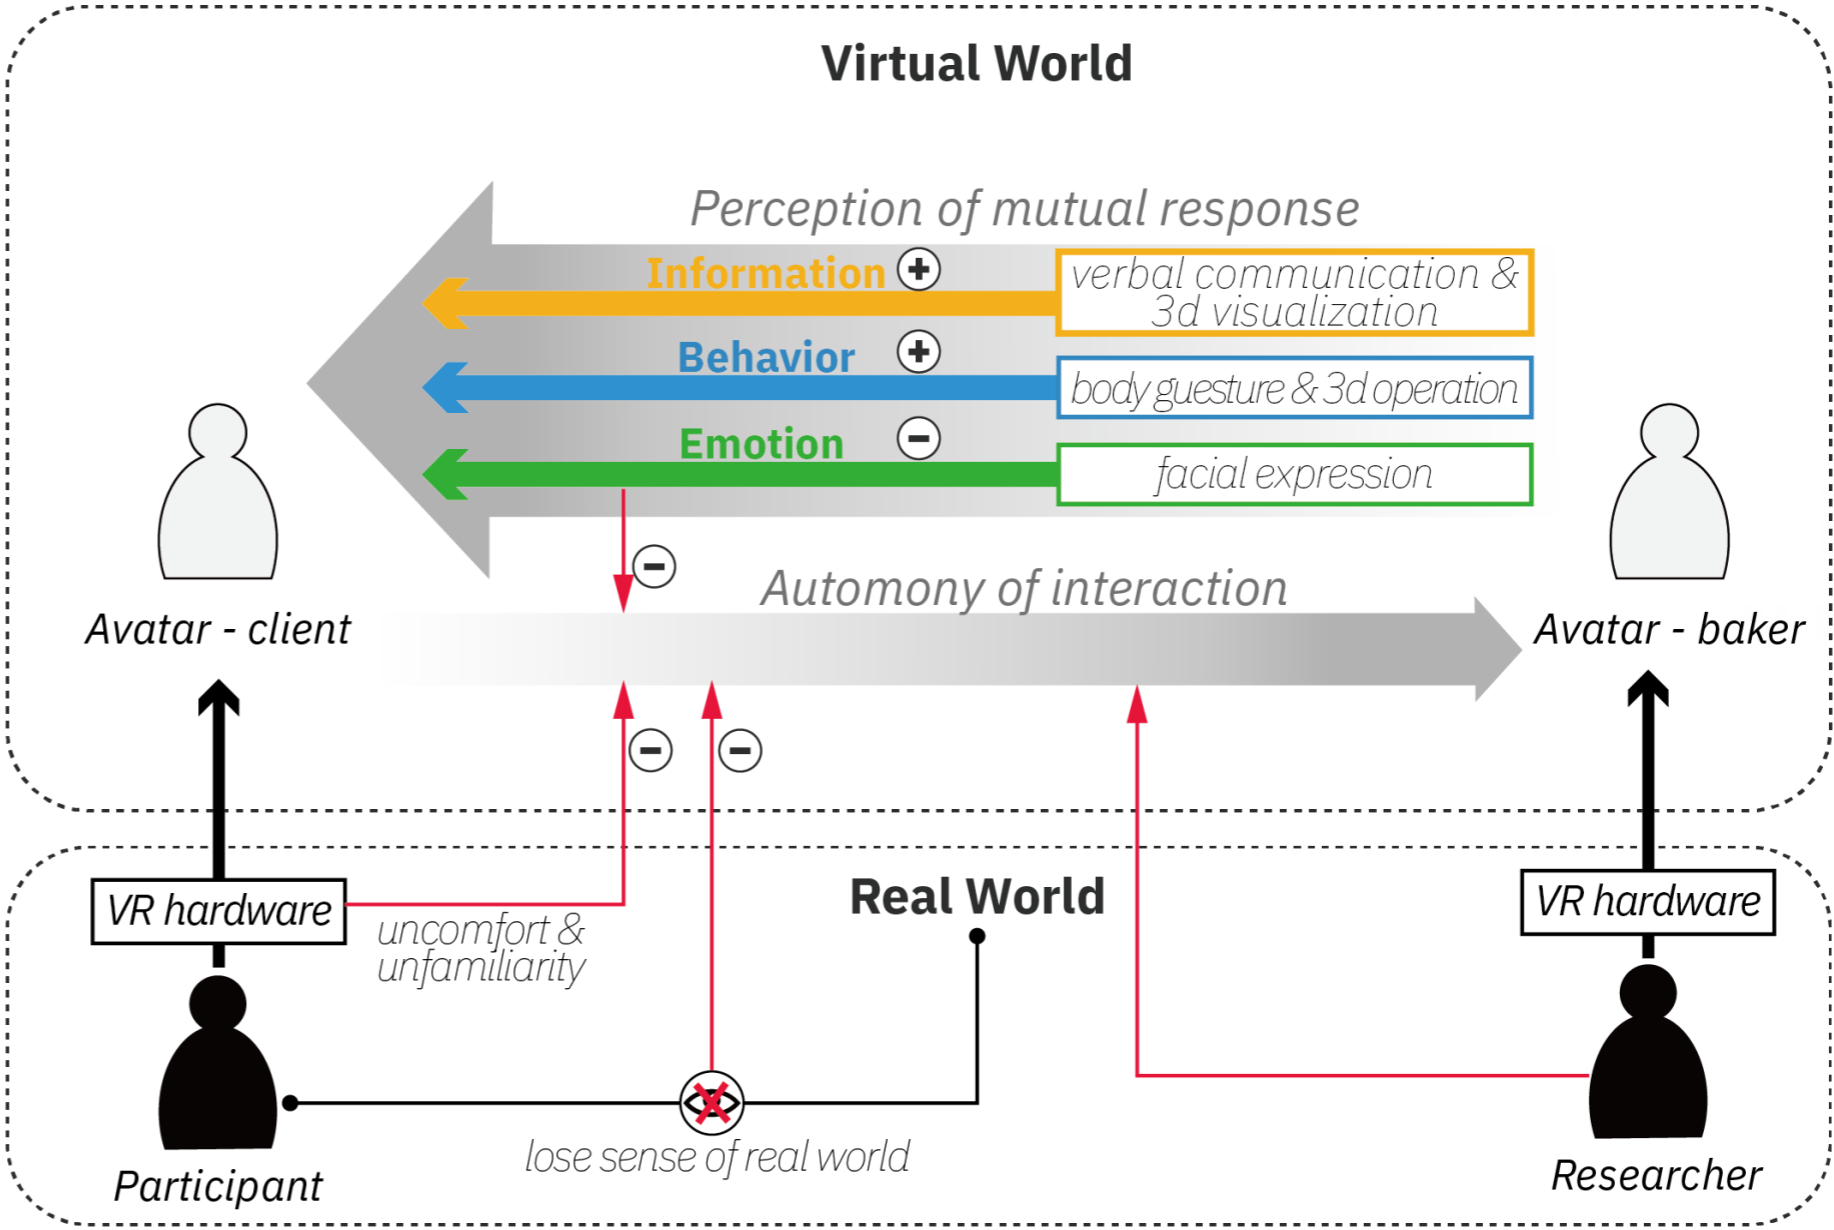 Virtual World
Perception of mutual response
Information
verbal communication &
3d visualization
Behavior
body guesture & 3d operation
Emotion
facial expression
Automony of interaction
Avatar - client
Avatar - baker
Real World
VR hardware
VR hardware
uncomfort &
unfamiliarity
lose sense of real world
Participant
Researcher